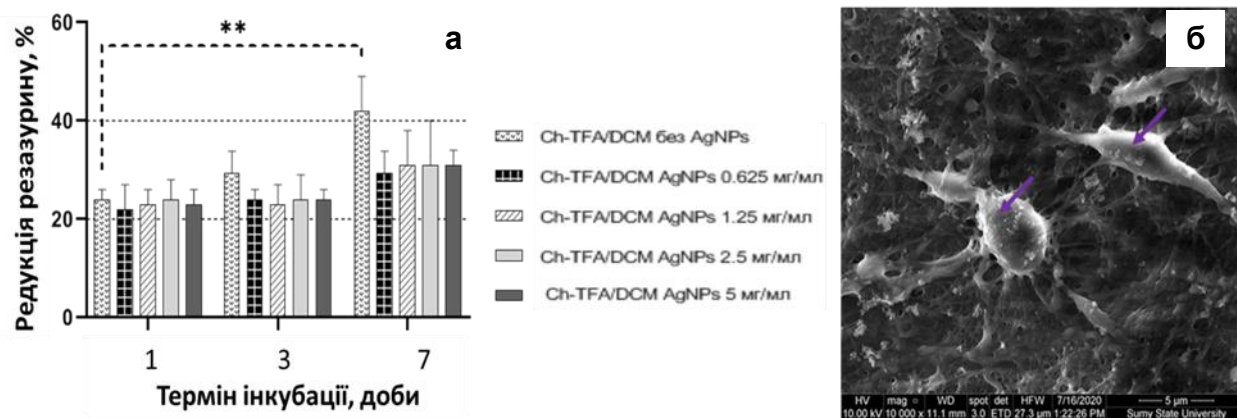 60
40
20
0
Редукція резазурину, %
**
а
1 3 7
Термін інкубації, доби
Ch-TFA/DCM без AgNPs
Ch-TFA/DCM AgNPs 0.625 мг/мл
Ch-TFA/DCM AgNPs 1.25 мг/мл
Ch-TFA/DCM AgNPs 2.5 мг/мл
Ch-TFA/DCM AgNPs 5 мг/мл
б
HV mag WD spot det HFW 7/16/2020 5 µm
10.00 kV 10 000 x 11.1 mm 3.0 ETD 27.3 µm 1:22:26 PM Sumy State University